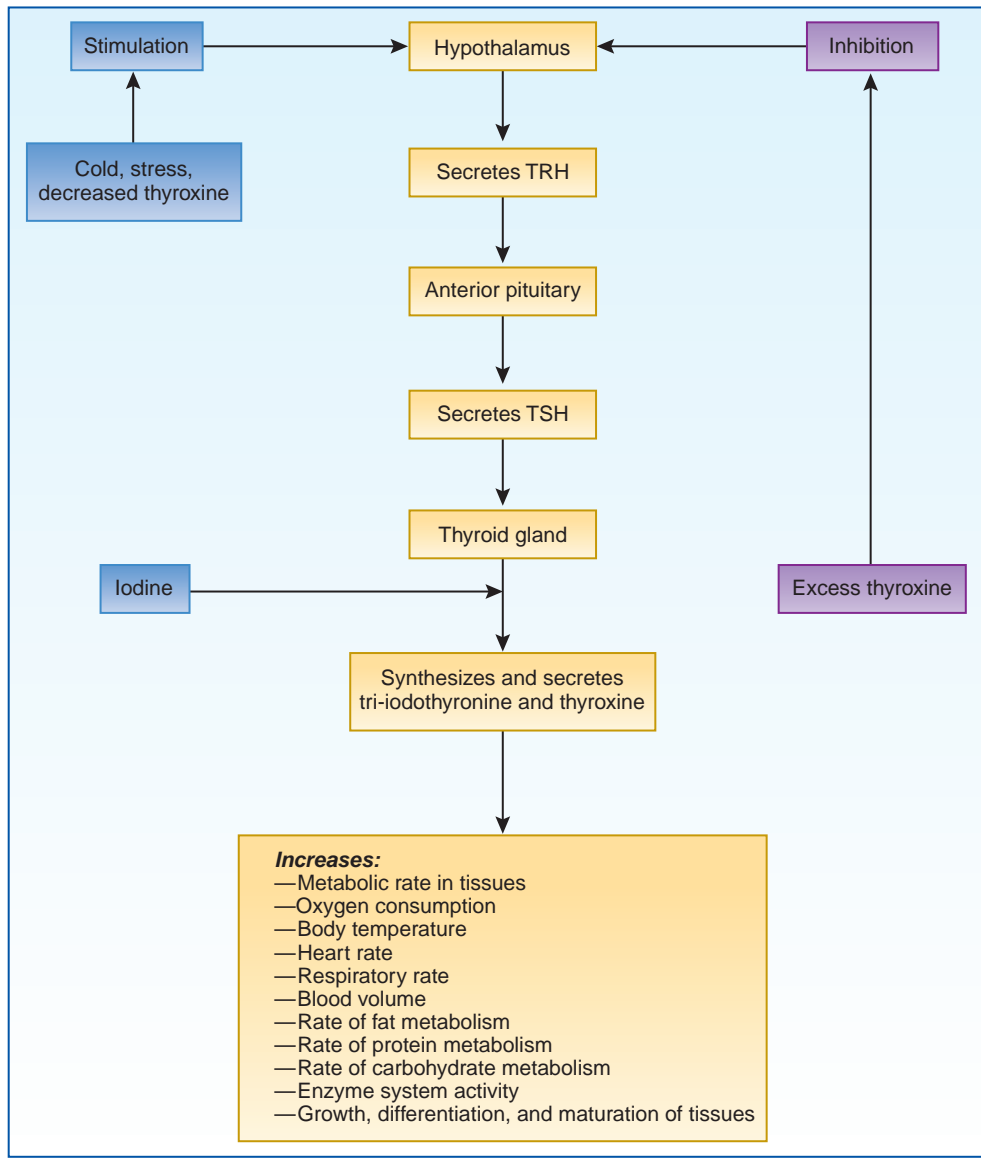 Stimulation
Hypothalamus
Inhibition
Cold, stress,
decreased thyroxine
Secretes TRH
Anterior pituitary
Secretes TSH
Thyroid gland
Iodine
Excess thyroxine
Synthesizes and secretes
tri-iodothyronine and thyroxine
Increases:
—Metabolic rate in tissues
—Oxygen consumption
—Body temperature
—Heart rate
—Respiratory rate
—Blood volume
—Rate of fat metabolism
—Rate of protein metabolism
—Rate of carbohydrate metabolism
—Enzyme system activity
—Growth, differentiation, and maturation of tissues